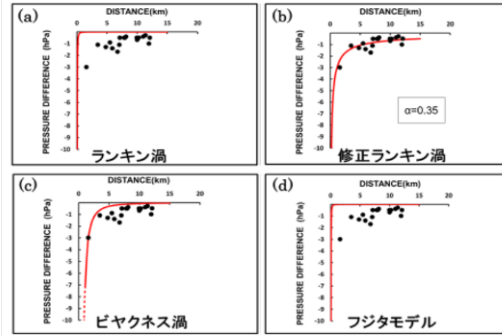 (a)
DISTANCE(km)
0 5 10 15 20
PRESSURE DIFFERENCE (hPa)
-1
-2
-3
-4
-5
-6
-7
-8
-9
-10
ランキン渦
(b)
DISTANCE(km)
0 5 10 15 20
PRESSURE DIFFERENCE (hPa)
-1
-2
-3
-4
-5
-6
-7
-8
-9
-10
α=0.35
修正ランキン渦
(c)
DISTANCE(km)
0 5 10 15 20
PRESSURE DIFFERENCE (hPa)
-1
-2
-3
-4
-5
-6
-7
-8
-9
-10
ビヤクネス渦
(d)
DISTANCE(km)
0 5 10 15 20
PRESSURE DIFFERENCE (hPa)
-1
-2
-3
-4
-5
-6
-7
-8
-9
-10
フジタモデル